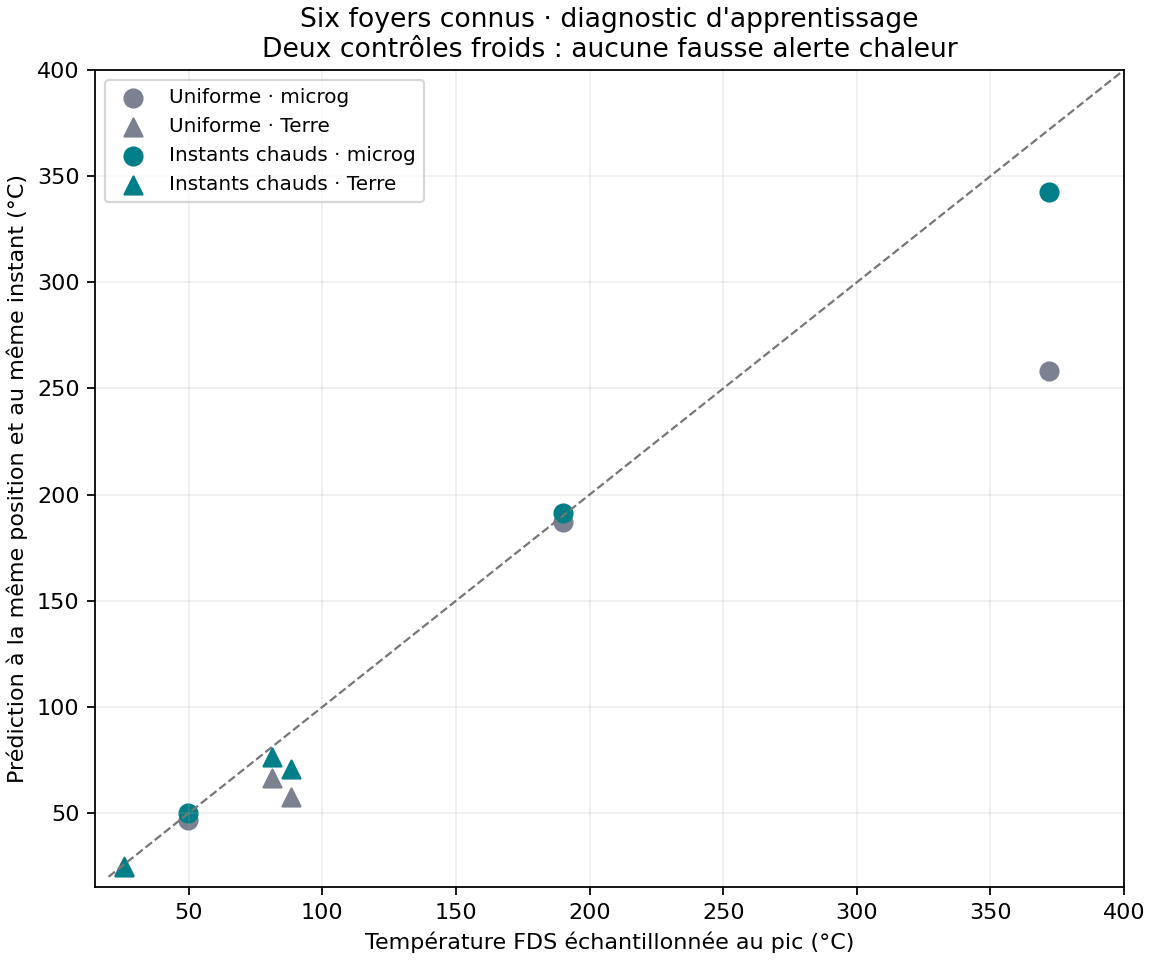 Six foyers connus · diagnostic d'apprentissage
Deux contrôles froids : aucune fausse alerte chaleur
Uniforme · microg
Uniforme · Terre
Instants chauds · microg
Instants chauds · Terre
Prédiction à la même position et au même instant (°C)
400
350
300
250
200
150
100
50
50
100
150
200
250
300
350
400
Température FDS échantillonnée au pic (°C)